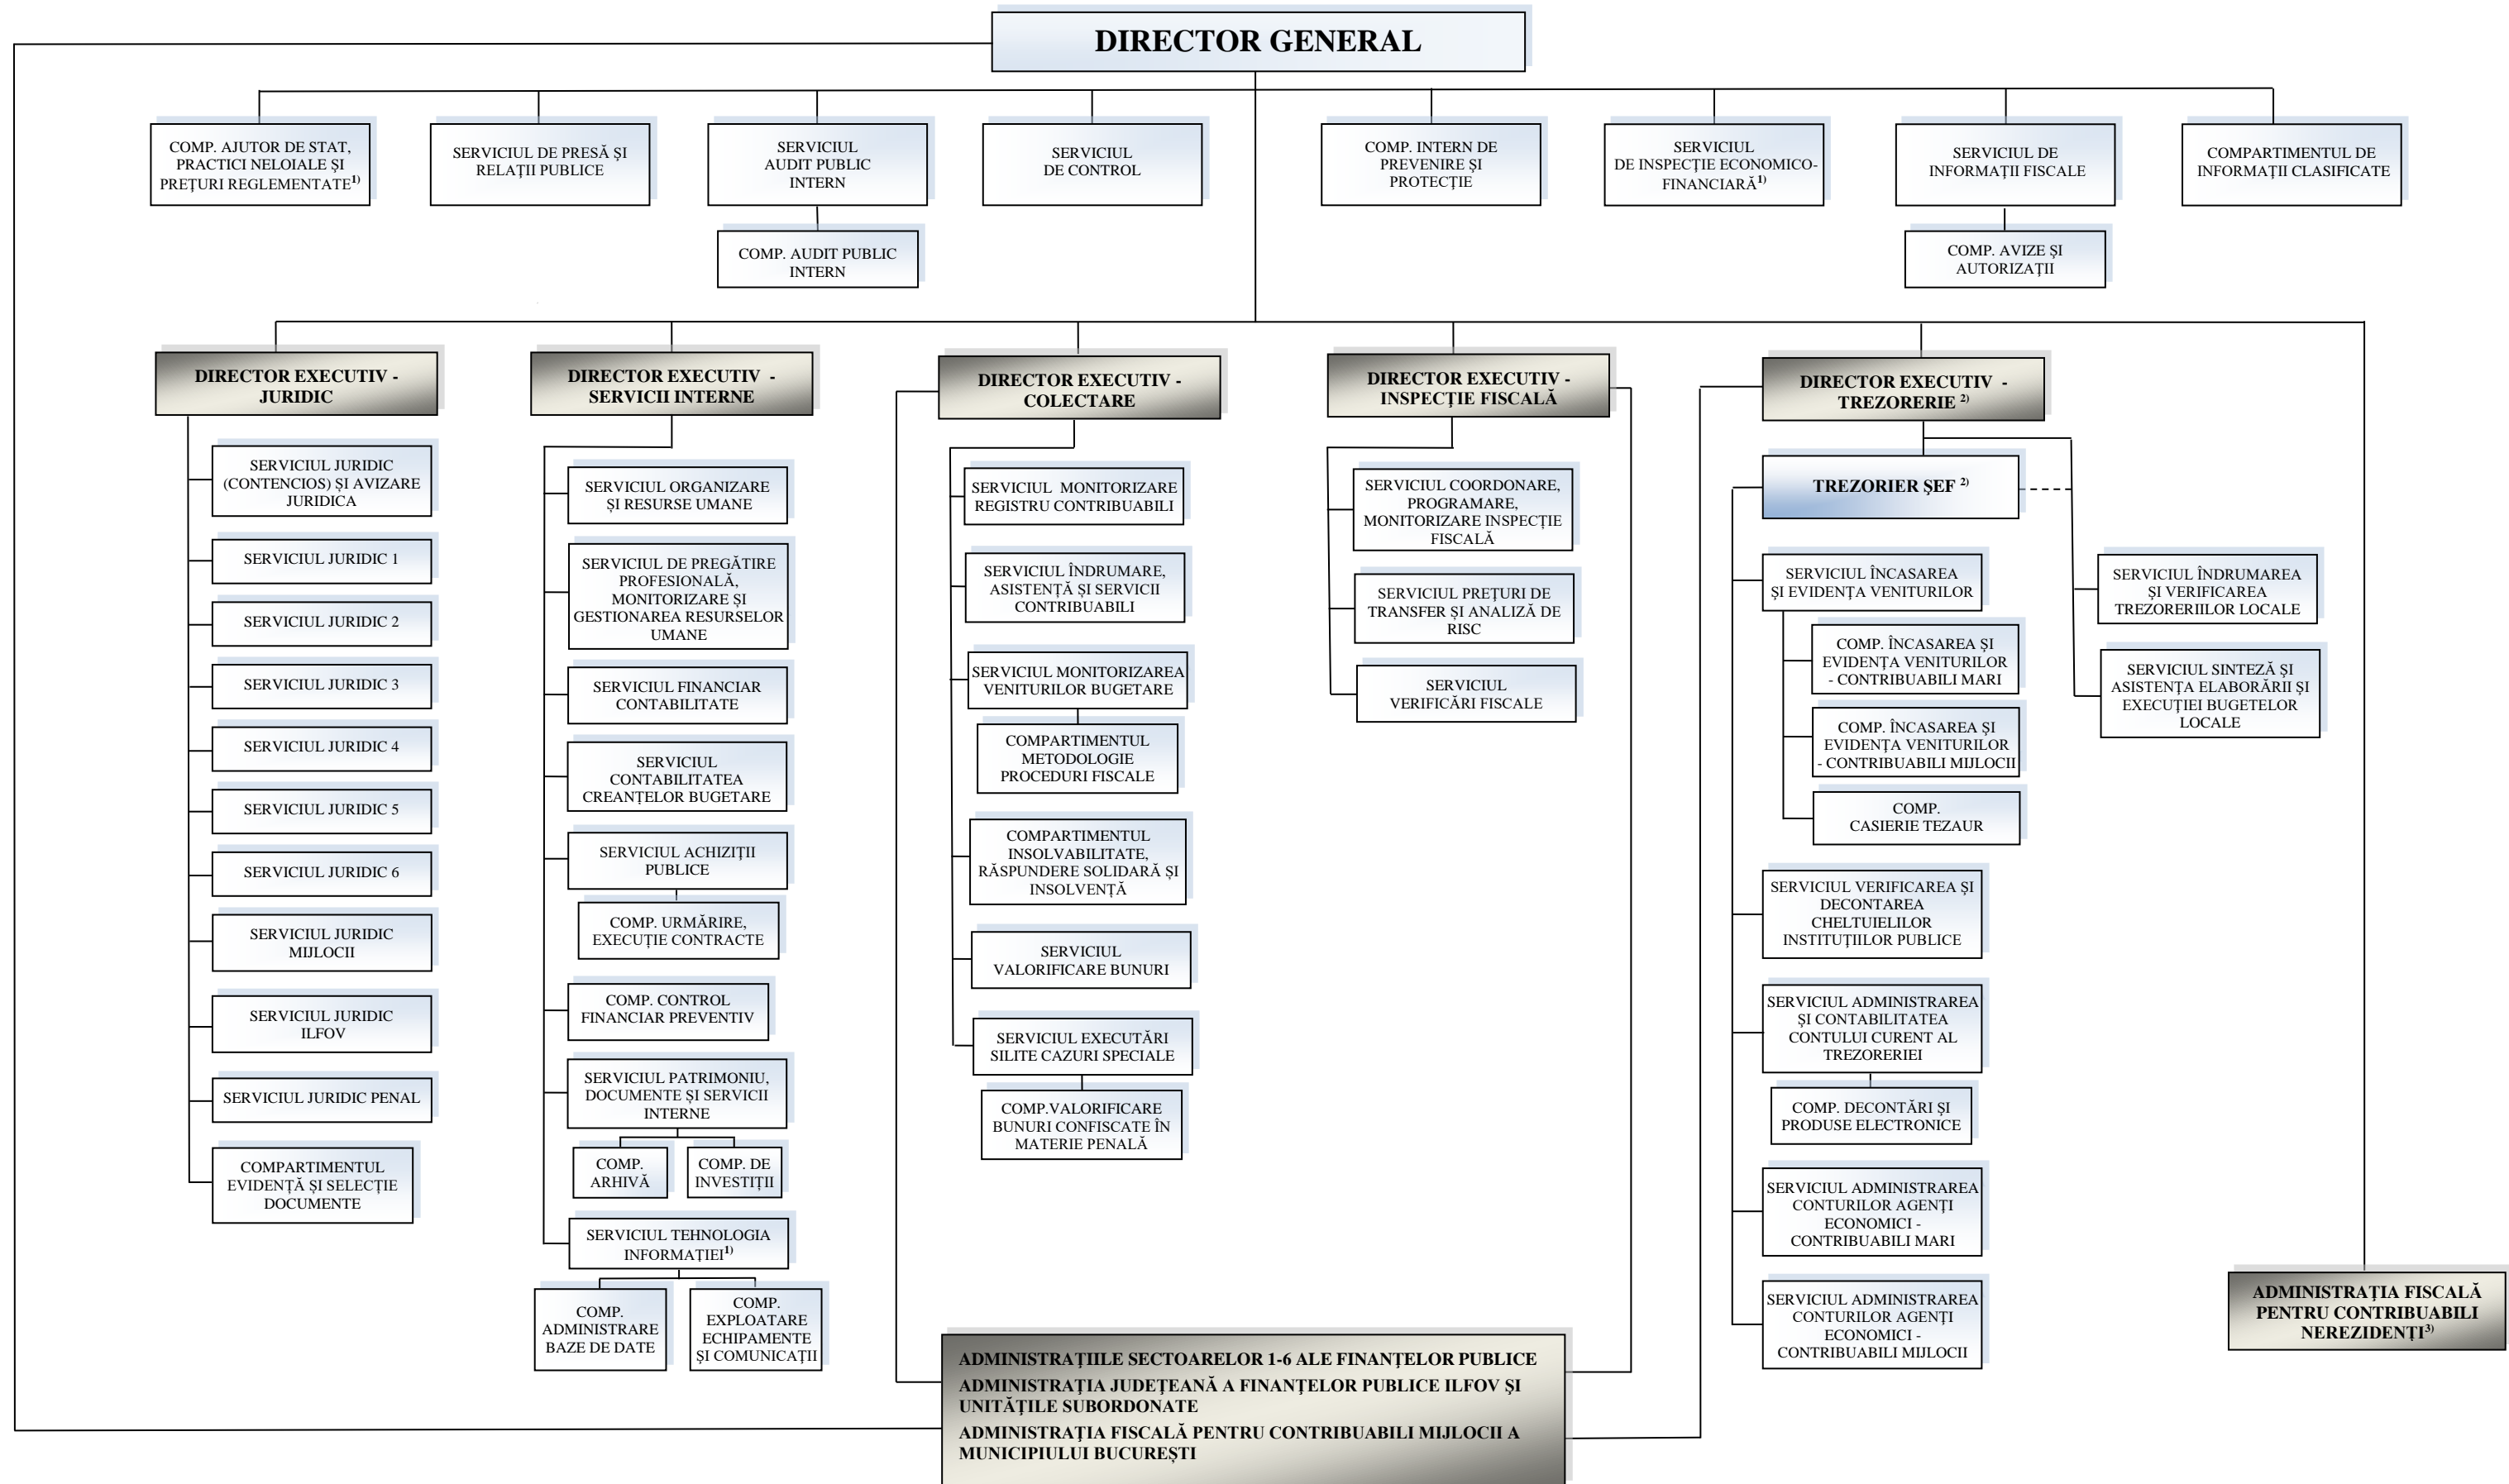 DIRECTOR GENERAL
COMP. AJUTOR DE STAT,
PRACTICI NELOIALE ȘI
PREȚURI REGLEMENTATE1)
SERVICIUL DE PRESĂ ȘI
RELAȚII PUBLICE
SERVICIUL
AUDIT PUBLIC
INTERN
SERVICIUL
DE CONTROL
COMP. INTERN DE
PREVENIRE ȘI
PROTECȚIE
SERVICIUL
DE INSPECȚIE ECONOMICO-
FINANCIARĂ1)
SERVICIUL DE
INFORMAȚII FISCALE
COMPARTIMENTUL DE
INFORMAȚII CLASIFICATE
COMP. AUDIT PUBLIC
INTERN
COMP. AVIZE ȘI
AUTORIZAȚII
DIRECTOR EXECUTIV -
JURIDIC
SERVICIUL JURIDIC
(CONTENCIOS) ȘI AVIZARE
JURIDICA
SERVICIUL JURIDIC 1
SERVICIUL JURIDIC 2
SERVICIUL JURIDIC 3
SERVICIUL JURIDIC 4
SERVICIUL JURIDIC 5
SERVICIUL JURIDIC 6
SERVICIUL JURIDIC
MIJLOCII
SERVICIUL JURIDIC
ILFOV
SERVICIUL JURIDIC PENAL
COMPARTIMENTUL
EVIDENȚĂ ȘI SELECȚIE
DOCUMENTE
DIRECTOR EXECUTIV -
SERVICII INTERNE
SERVICIUL ORGANIZARE
ȘI RESURSE UMANE
SERVICIUL DE PREGĂTIRE
PROFESIONALĂ,
MONITORIZARE ȘI
GESTIONAREA RESURSELOR
UMANE
SERVICIUL FINANCIAR
CONTABILITATE
SERVICIUL
CONTABILITATEA
CREANȚELOR BUGETARE
SERVICIUL ACHIZIȚII
PUBLICE
COMP. URMĂRIRE,
EXECUȚIE CONTRACTE
COMP. CONTROL
FINANCIAR PREVENTIV
SERVICIUL PATRIMONIU,
DOCUMENTE ȘI SERVICII
INTERNE
COMP.
ARHIVĂ
COMP. DE
INVESTIȚII
SERVICIUL TEHNOLOGIA
INFORMAȚIEI1)
COMP.
ADMINISTRARE
BAZE DE DATE
COMP.
EXPLOATARE
ECHIPAMENTE
ȘI COMUNICAȚII
DIRECTOR EXECUTIV -
COLECTARE
SERVICIUL MONITORIZARE
REGISTRU CONTRIBUABILI
SERVICIUL ÎNDRUMARE,
ASISTENȚĂ ȘI SERVICII
CONTRIBUABILI
SERVICIUL MONITORIZAREA
VENITURILOR BUGETARE
COMPARTIMENTUL
METODOLOGIE
PROCEDURI FISCALE
COMPARTIMENTUL
INSOLVABILITATE,
RĂSPUNDERE SOLIDARĂ ȘI
INSOLVENȚĂ
SERVICIUL
VALORIFICARE BUNURI
SERVICIUL EXECUTĂRI
SILITE CAZURI SPECIALE
COMP.VALORIFICARE
BUNURI CONFISCATE ÎN
MATERIE PENALĂ
DIRECTOR EXECUTIV -
INSPECȚIE FISCALĂ
SERVICIUL COORDONARE,
PROGRAMARE,
MONITORIZARE INSPECȚIE
FISCALĂ
SERVICIUL PREȚURI DE
TRANSFER ȘI ANALIZĂ DE
RISC
SERVICIUL
VERIFICĂRI FISCALE
DIRECTOR EXECUTIV -
TREZORERIE 2)
TREZORIER ȘEF 2)
SERVICIUL ÎNCASAREA
ȘI EVIDENȚA VENITURILOR
COMP. ÎNCASAREA ȘI
EVIDENȚA VENITURILOR
- CONTRIBUABILI MARI
COMP. ÎNCASAREA ȘI
EVIDENȚA VENITURILOR
- CONTRIBUABILI MIJLOCII
COMP.
CASIERIE TEZAUR
SERVICIUL VERIFICAREA ȘI
DECONTAREA
CHELTUIELILOR
INSTITUȚIILOR PUBLICE
SERVICIUL ADMINISTRAREA
ȘI CONTABILITATEA
CONTULUI CURENT AL
TREZORERIEI
COMP. DECONTĂRI ȘI
PRODUSE ELECTRONICE
SERVICIUL ADMINISTRAREA
CONTURILOR AGENȚI
ECONOMICI -
CONTRIBUABILI MARI
SERVICIUL ADMINISTRAREA
CONTURILOR AGENȚI
ECONOMICI -
CONTRIBUABILI MIJLOCII
SERVICIUL ÎNDRUMAREA
ȘI VERIFICAREA
TREZORERIILOR LOCALE
SERVICIUL SINTEZĂ ȘI
ASISTENȚA ELABORĂRII ȘI
EXECUȚIEI BUGETELOR
LOCALE
ADMINISTRAȚIA FISCALĂ
PENTRU CONTRIBUABILI
NEREZIDENȚI3)
ADMINISTRAȚIILE SECTOARELOR 1-6 ALE FINANȚELOR PUBLICE
ADMINISTRAȚIA JUDEȚEANĂ A FINANȚELOR PUBLICE ILFOV ȘI
UNITĂȚILE SUBORDONATE
ADMINISTRAȚIA FISCALĂ PENTRU CONTRIBUABILI MIJLOCII A
MUNICIPIULUI BUCUREȘTI